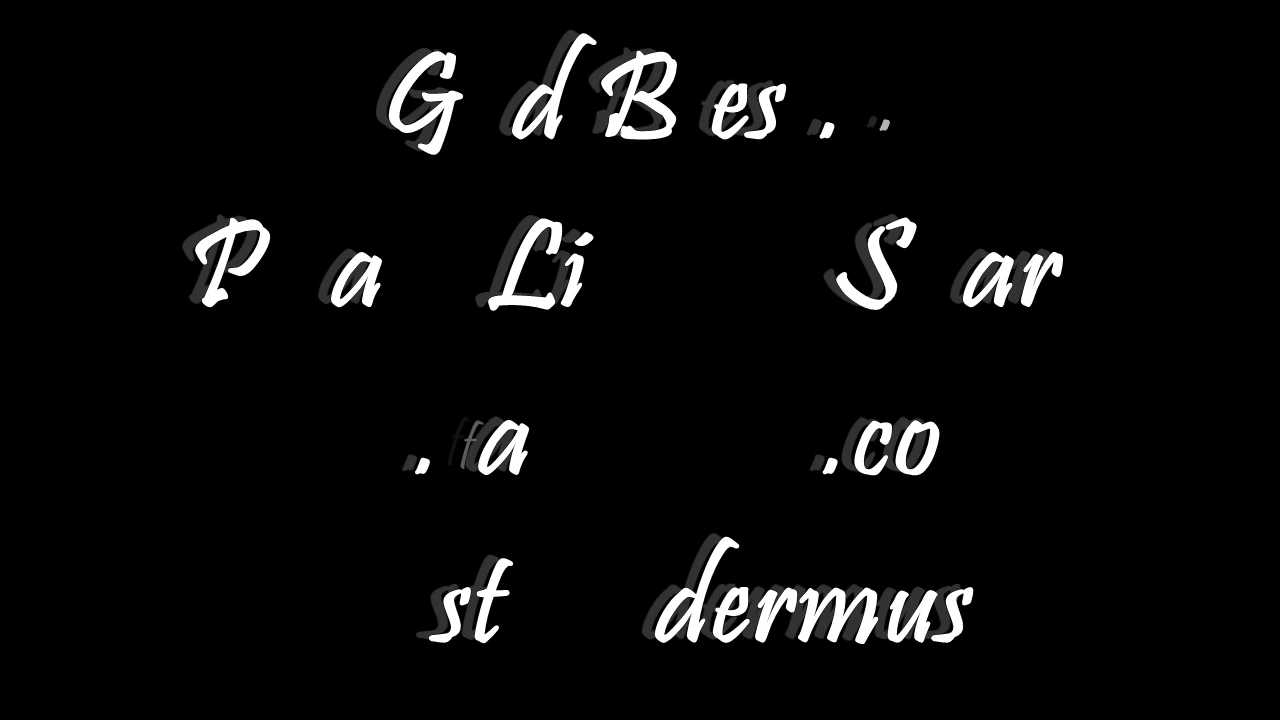 G d B es . .
P a Li S ar
. f a .co
st dermus